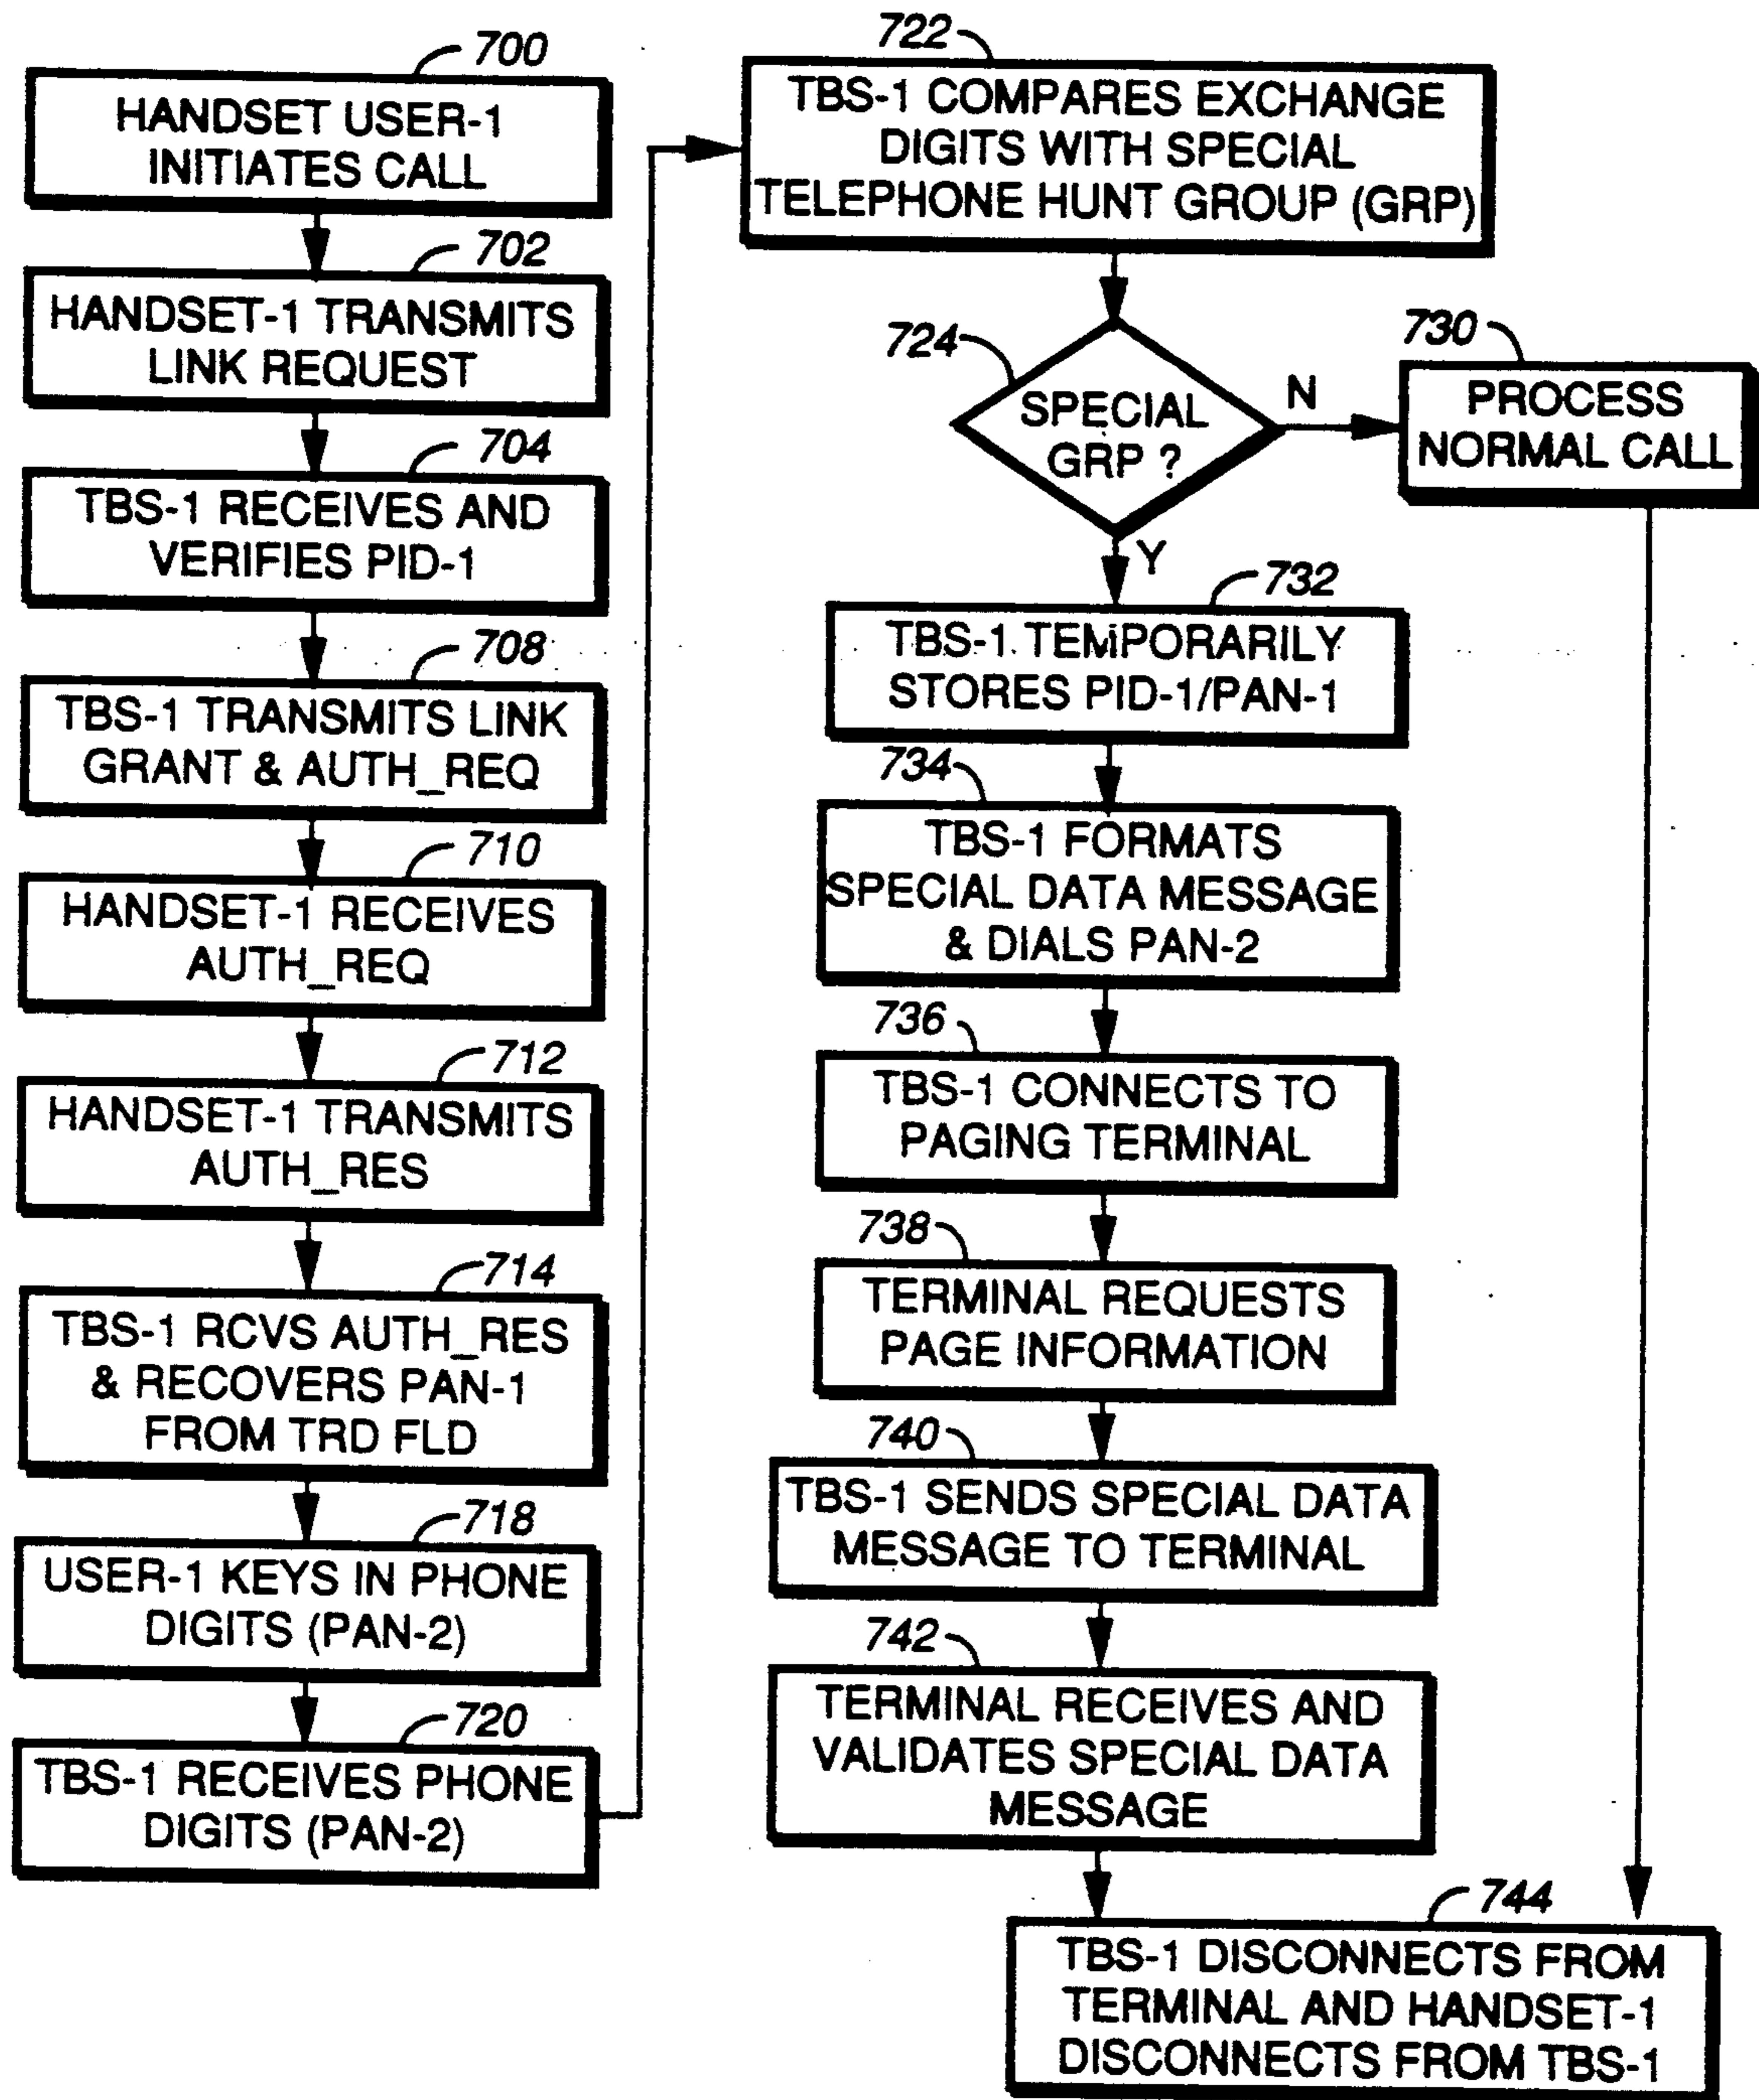 700
HANDSET USER-1
INITIATES CALL
702
HANDSET-1 TRANSMITS
LINK REQUEST
704
TBS-1 RECEIVES AND
VERIFIES PID-1
708
TBS-1 TRANSMITS LINK
GRANT & AUTH_REQ
710
HANDSET-1 RECEIVES
AUTH_REQ
712
HANDSET-1 TRANSMITS
AUTH_RES
714
TBS-1 RCVS AUTH_RES
& RECOVERS PAN-1
FROM TRD FLD
718
USER-1 KEYS IN PHONE
DIGITS (PAN-2)
720
TBS-1 RECEIVES PHONE
DIGITS (PAN-2)
722
TBS-1 COMPARES EXCHANGE
DIGITS WITH SPECIAL
TELEPHONE HUNT GROUP (GRP)
724
SPECIAL
GRP ?
N
730
PROCESS
NORMAL CALL
Y
732
TBS-1 TEMPORARILY
STORES PID-1/PAN-1
734
TBS-1 FORMATS
SPECIAL DATA MESSAGE
& DIALS PAN-2
736
TBS-1 CONNECTS TO
PAGING TERMINAL
738
TERMINAL REQUESTS
PAGE INFORMATION
740
TBS-1 SENDS SPECIAL DATA
MESSAGE TO TERMINAL
742
TERMINAL RECEIVES AND
VALIDATES SPECIAL DATA
MESSAGE
744
TBS-1 DISCONNECTS FROM
TERMINAL AND HANDSET-1
DISCONNECTS FROM TBS-1